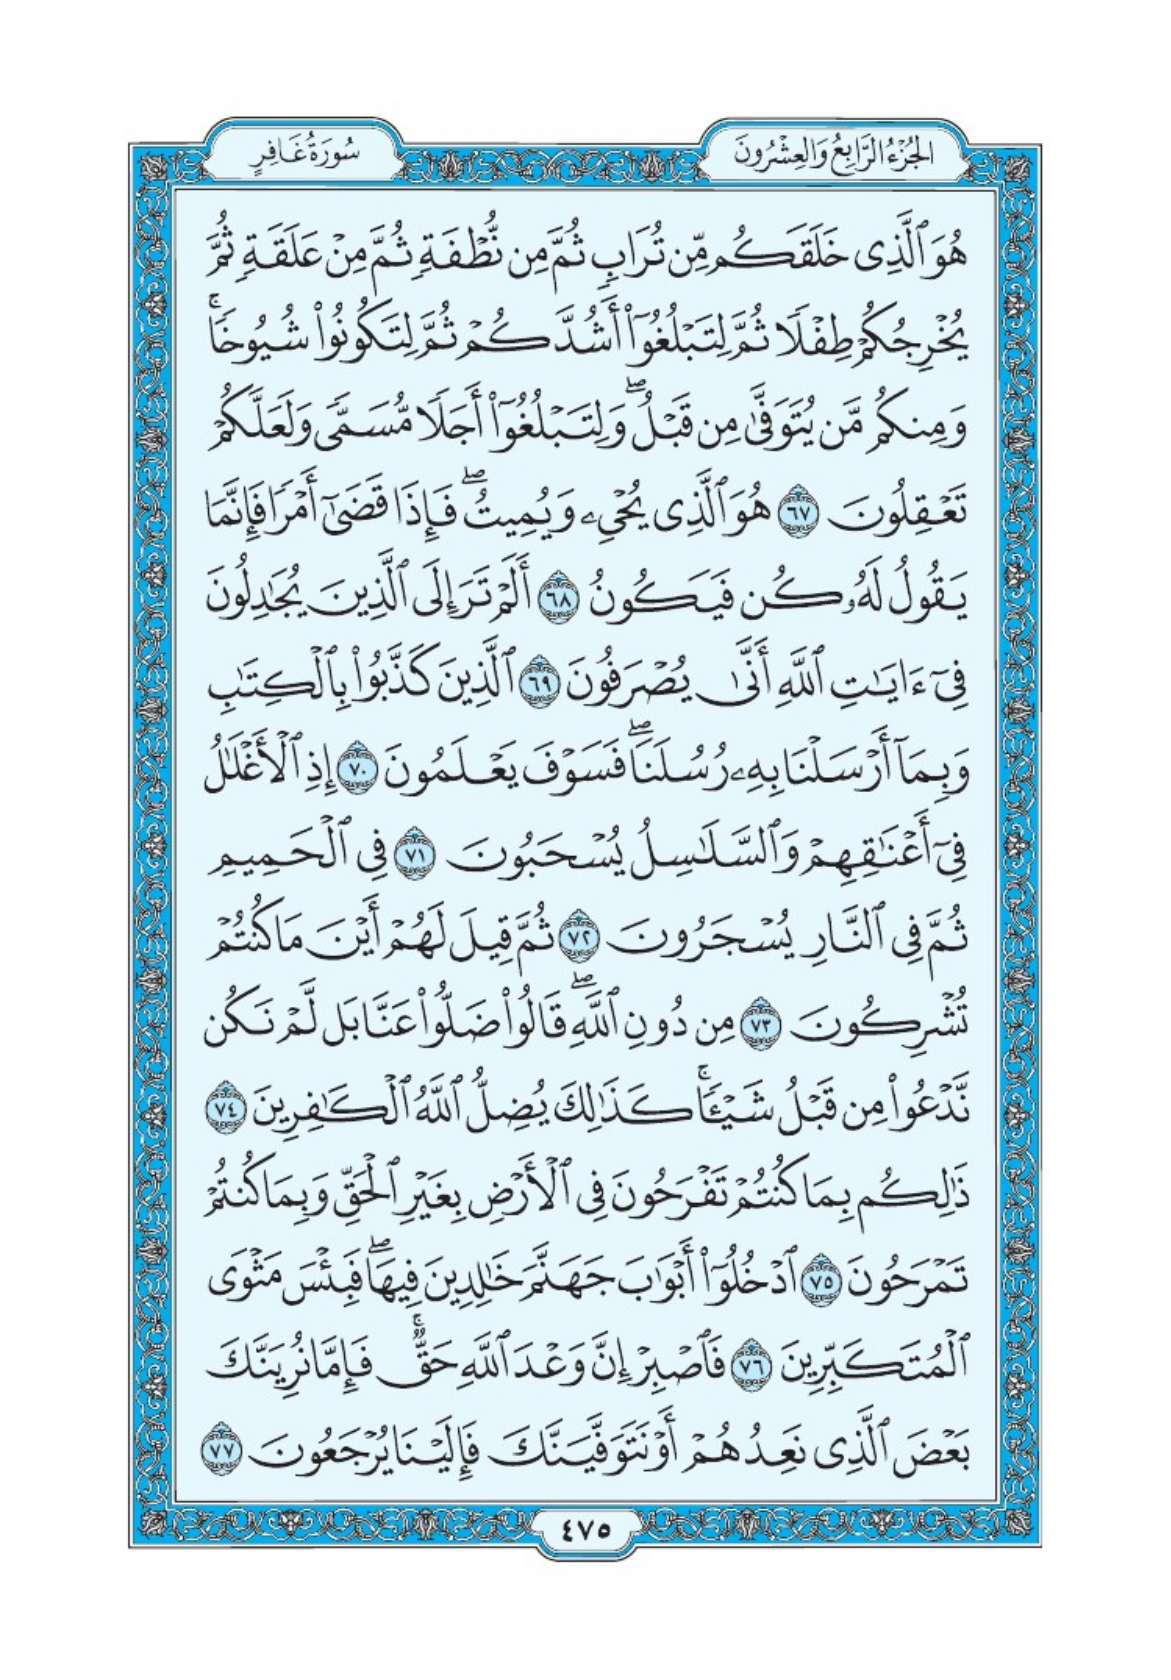 الجُزْءُ الرَّابِعُ وَالعِشْرُونَ
سُورَةُ غَافِرٍ
هُوَ ٱلَّذِى خَلَقَكُم مِّن تُرَابٍ ثُمَّ مِن نُّطْفَةٍ ثُمَّ مِنْ عَلَقَةٍ ثُمَّ
يُخْرِجُكُمْ طِفْلًا ثُمَّ لِتَبْلُغُوٓا۟ أَشُدَّكُمْ ثُمَّ لِتَكُونُوا۟ شُيُوخًاۚ
وَمِنكُم مَّن يُتَوَفَّىٰ مِن قَبْلُۖ وَلِتَبْلُغُوٓا۟ أَجَلًا مُّسَمًّى وَلَعَلَّكُمْ
تَعْقِلُونَ ٦٧ هُوَ ٱلَّذِى يُحْىِۦ وَيُمِيتُۖ فَإِذَا قَضَىٰٓ أَمْرًا فَإِنَّمَا
يَقُولُ لَهُۥ كُن فَيَكُونُ ٦٨ أَلَمْ تَرَ إِلَى ٱلَّذِينَ يُجَٰدِلُونَ
فِىٓ ءَايَٰتِ ٱللَّهِ أَنَّىٰ يُصْرَفُونَ ٦٩ ٱلَّذِينَ كَذَّبُوا۟ بِٱلْكِتَٰبِ
وَبِمَآ أَرْسَلْنَا بِهِۦ رُسُلَنَاۖ فَسَوْفَ يَعْلَمُونَ ٧٠ إِذِ ٱلْأَغْلَٰلُ
فِىٓ أَعْنَٰقِهِمْ وَٱلسَّلَٰسِلُ يُسْحَبُونَ ٧١ فِى ٱلْحَمِيمِ
ثُمَّ فِى ٱلنَّارِ يُسْجَرُونَ ٧٢ ثُمَّ قِيلَ لَهُمْ أَيْنَ مَا كُنتُمْ
تُشْرِكُونَ ٧٣ مِن دُونِ ٱللَّهِۖ قَالُوا۟ ضَلُّوا۟ عَنَّا بَل لَّمْ نَكُن
نَّدْعُوا۟ مِن قَبْلُ شَيْـًٔاۚ كَذَٰلِكَ يُضِلُّ ٱللَّهُ ٱلْكَٰفِرِينَ ٧٤
ذَٰلِكُم بِمَا كُنتُمْ تَفْرَحُونَ فِى ٱلْأَرْضِ بِغَيْرِ ٱلْحَقِّ وَبِمَا كُنتُمْ
تَمْرَحُونَ ٧٥ ٱدْخُلُوٓا۟ أَبْوَٰبَ جَهَنَّمَ خَٰلِدِينَ فِيهَاۖ فَبِئْسَ مَثْوَى
ٱلْمُتَكَبِّرِينَ ٧٦ فَٱصْبِرْ إِنَّ وَعْدَ ٱللَّهِ حَقٌّۚ فَإِمَّا نُرِيَنَّكَ
بَعْضَ ٱلَّذِى نَعِدُهُمْ أَوْ نَتَوَفَّيَنَّكَ فَإِلَيْنَا يُرْجَعُونَ ٧٧
٤٧٥